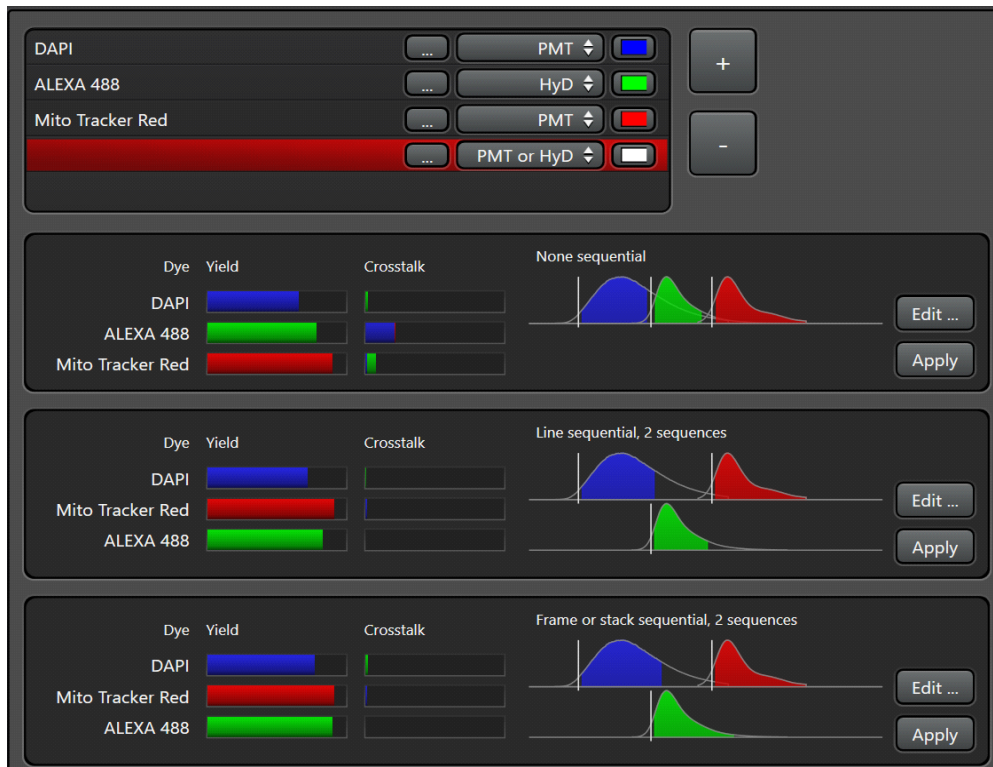 DAPI ... PMT
+
ALEXA 488 ... HyD
Mito Tracker Red ... PMT
-
... PMT or HyD
Dye Yield Crosstalk None sequential
DAPI
Edit ...
ALEXA 488
Mito Tracker Red
Apply
Dye Yield Crosstalk Line sequential, 2 sequences
DAPI
Edit ...
Mito Tracker Red
ALEXA 488
Apply
Dye Yield Crosstalk Frame or stack sequential, 2 sequences
DAPI
Edit ...
Mito Tracker Red
ALEXA 488
Apply